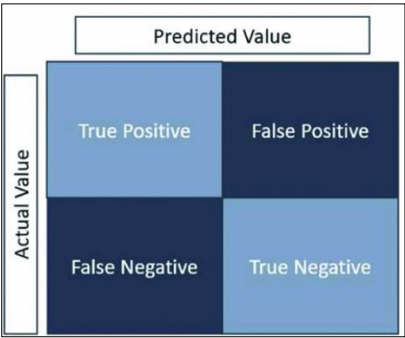 Predicted Value
Actual Value
True Positive
False Positive
False Negative
True Negative